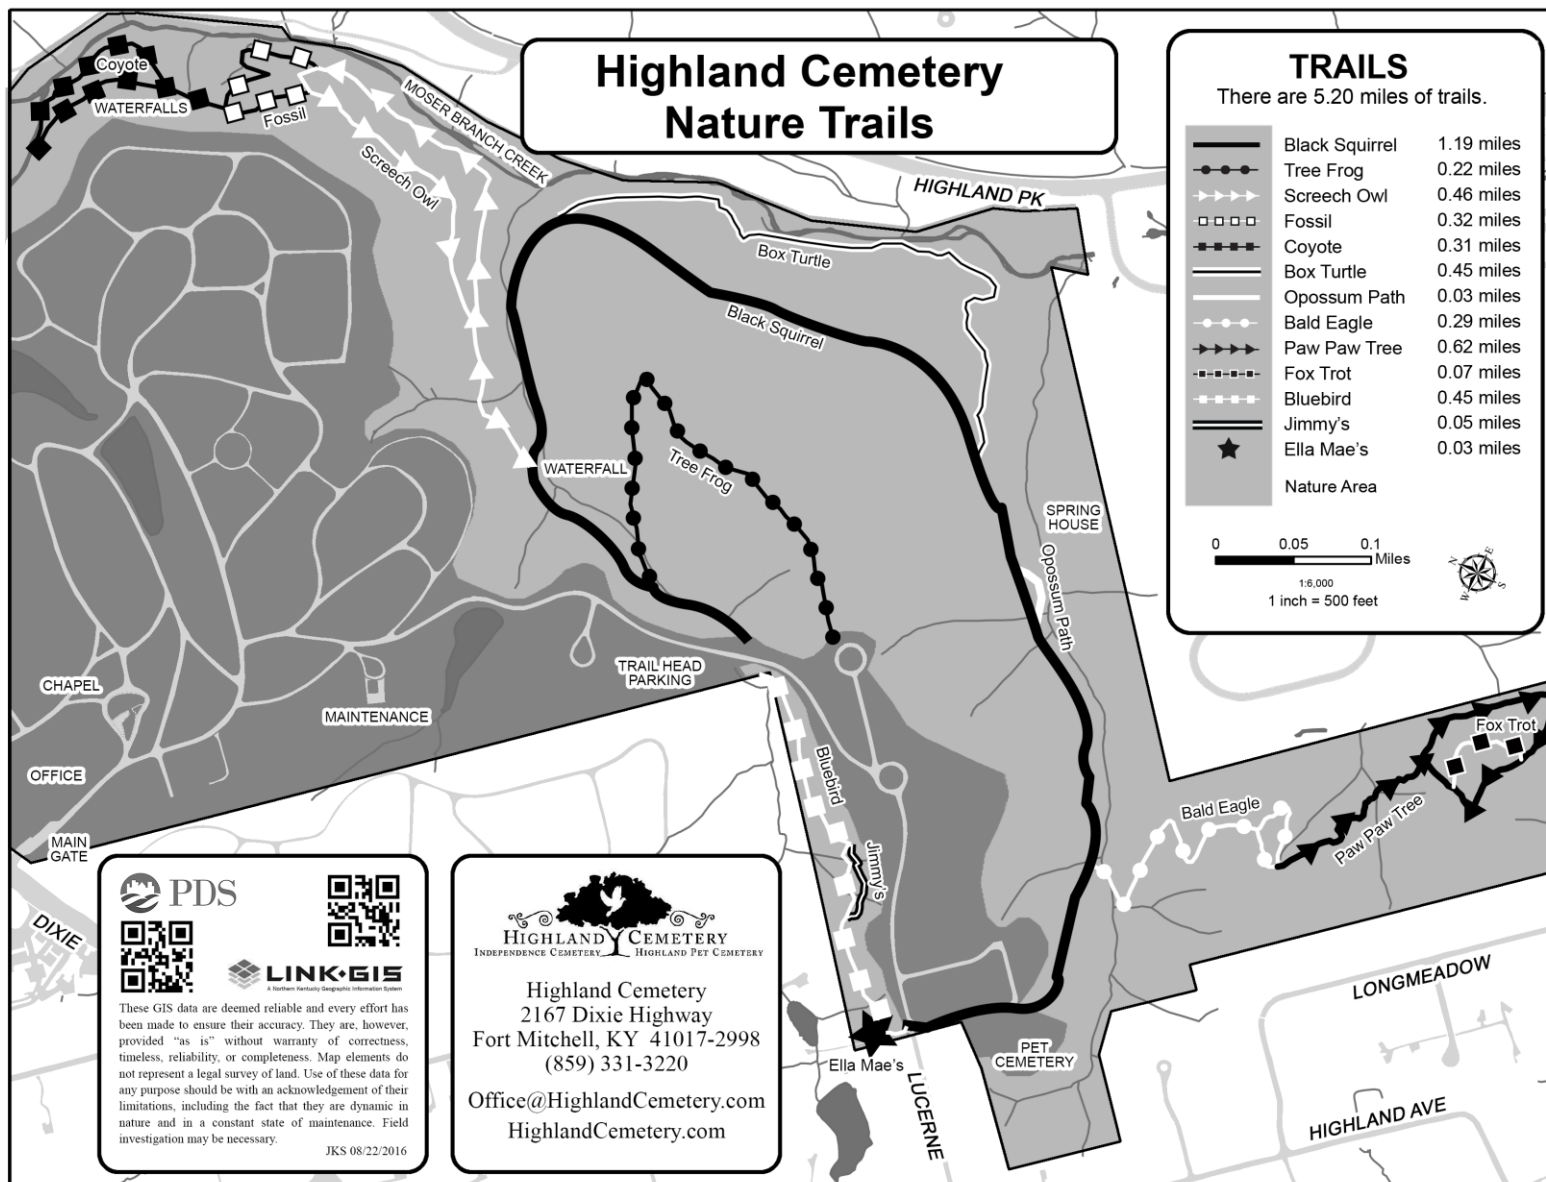 Highland Cemetery
Nature Trails
TRAILS
There are 5.20 miles of trails.
Black Squirrel 1.19 miles
Tree Frog 0.22 miles
Screech Owl 0.46 miles
Fossil 0.32 miles
Coyote 0.31 miles
Box Turtle 0.45 miles
Opossum Path 0.03 miles
Bald Eagle 0.29 miles
Paw Paw Tree 0.62 miles
Fox Trot 0.07 miles
Bluebird 0.45 miles
Jimmy's 0.05 miles
Ella Mae's 0.03 miles
Nature Area
0 0.05 0.1
Miles
1:6,000
1 inch = 500 feet
N
E
W
S
Coyote
WATERFALLS
Fossil
MOSER BRANCH CREEK
Screech Owl
HIGHLAND PK
Box Turtle
Black Squirrel
WATERFALL
Tree Frog
SPRING
HOUSE
Opossum Path
TRAIL HEAD
PARKING
CHAPEL
MAINTENANCE
OFFICE
MAIN
GATE
DIXIE
Bluebird
Jimmy's
Bald Eagle
Paw Paw Tree
Fox Trot
LONGMEADOW
PET
CEMETERY
Ella Mae's
LUCERNE
HIGHLAND AVE
PDS
LINK-GIS
A Northern Kentucky Geographic Information System
These GIS data are deemed reliable and every effort has
been made to ensure their accuracy. They are, however,
provided "as is" without warranty of correctness,
timeless, reliability, or completeness. Map elements do
not represent a legal survey of land. Use of these data for
any purpose should be with an acknowledgement of their
limitations, including the fact that they are dynamic in
nature and in a constant state of maintenance. Field
investigation may be necessary.
JKS 08/22/2016
HIGHLAND CEMETERY
INDEPENDENCE CEMETERY HIGHLAND PET CEMETERY
Highland Cemetery
2167 Dixie Highway
Fort Mitchell, KY 41017-2998
(859) 331-3220
Office@HighlandCemetery.com
HighlandCemetery.com